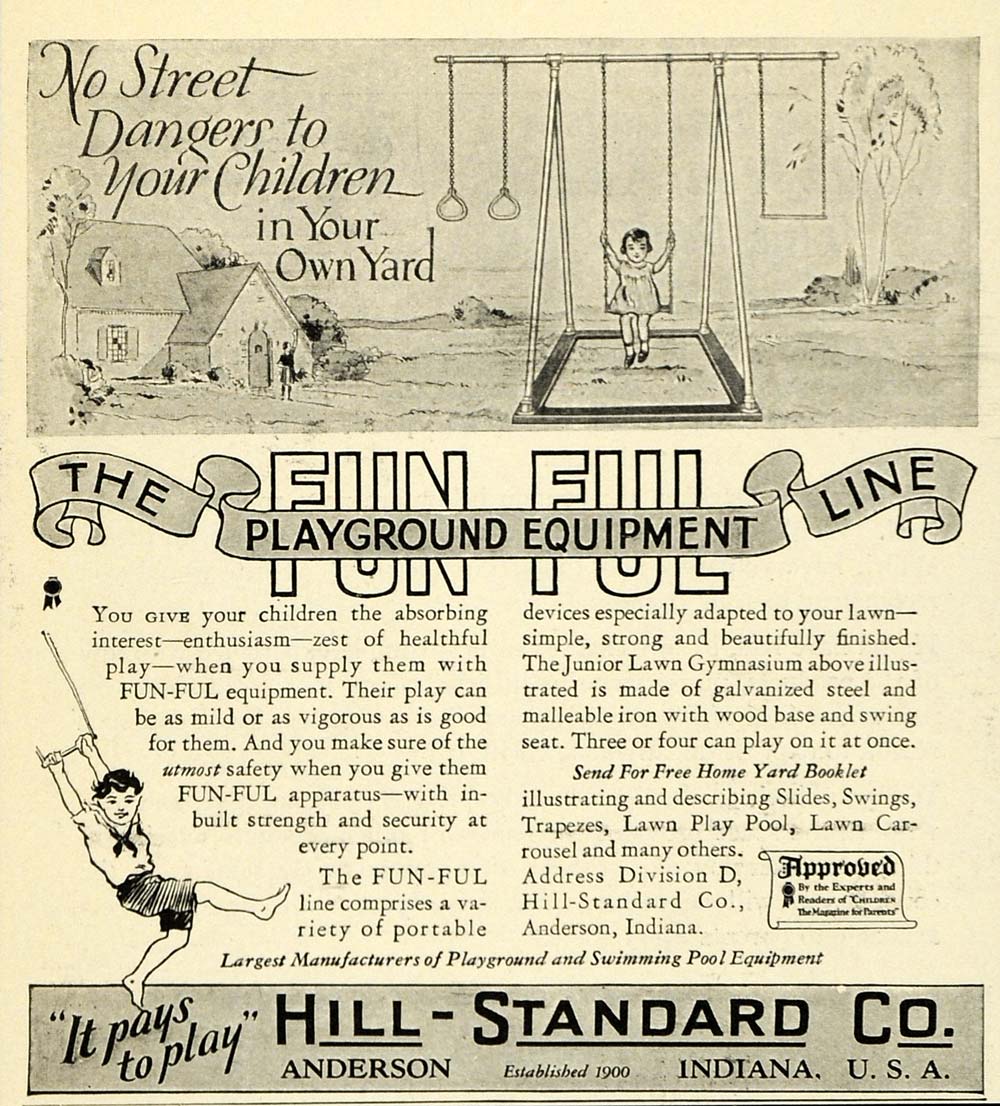 No Street
Dangers to
Your Children
in Your
Own Yard
THE FUN FUL LINE
PLAYGROUND EQUIPMENT
YOU GIVE your children the absorbing
interest—enthusiasm—zest of healthful
play—when you supply them with
FUN-FUL equipment. Their play can
be as mild or as vigorous as is good
for them. And you make sure of the
utmost safety when you give them
FUN-FUL apparatus—with in-
built strength and security at
every point.
The FUN-FUL
line comprises a va-
riety of portable
devices especially adapted to your lawn—
simple, strong and beautifully finished.
The Junior Lawn Gymnasium above illus-
trated is made of galvanized steel and
malleable iron with wood base and swing
seat. Three or four can play on it at once.
Send For Free Home Yard Booklet
illustrating and describing Slides, Swings,
Trapezes, Lawn Play Pool, Lawn Car-
rousel and many others.
Address Division D,
Hill-Standard Co.,
Anderson, Indiana.
Approved
By the Experts and
Readers of "CHILDREN
The Magazine for Parents"
Largest Manufacturers of Playground and Swimming Pool Equipment
"It pays
to play"
HILL-STANDARD CO.
ANDERSON Established 1900 INDIANA, U. S. A.